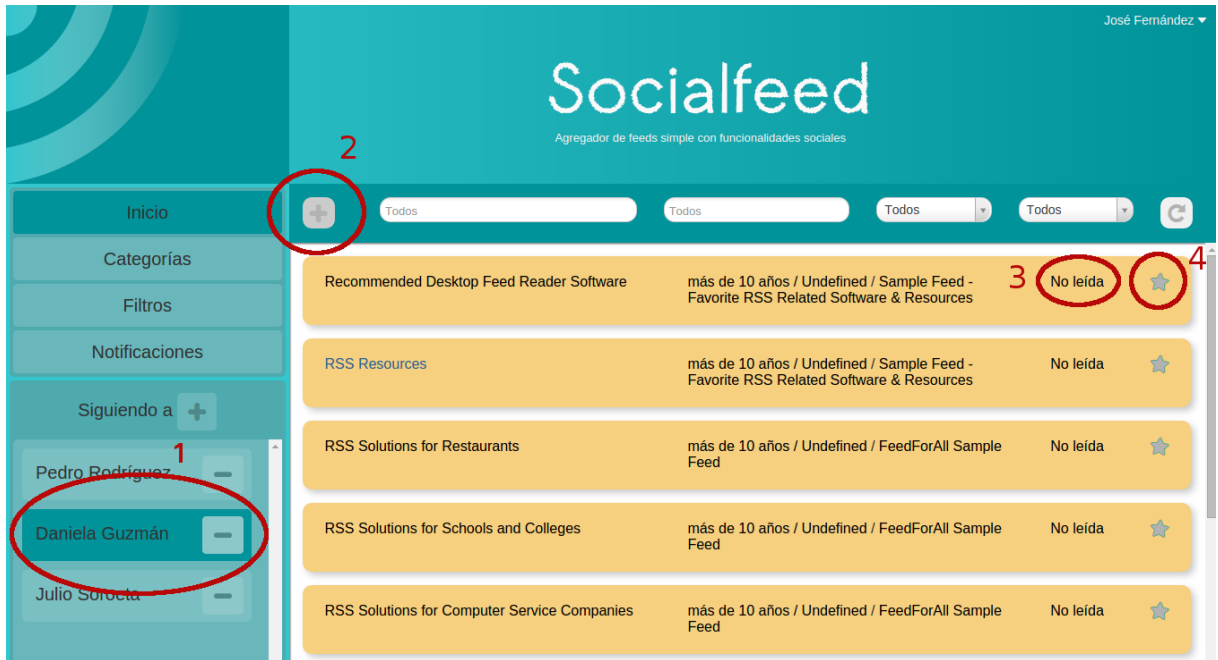 José Fernández
Socialfeed
Agregador de feeds simple con funcionalidades sociales
2
Inicio
Todos
Todos
Todos
Todos
Categorías
Filtros
Notificaciones
Siguiendo a
1
Pedro Rodríguez
Daniela Guzmán
Julio
Recommended Desktop Feed Reader Software
más de 10 años / Undefined / Sample Feed -
Favorite RSS Related Software & Resources
3
No leída
4
RSS Resources
más de 10 años / Undefined / Sample Feed -
Favorite RSS Related Software & Resources
No leída
RSS Solutions for Restaurants
más de 10 años / Undefined / FeedForAll Sample
Feed
No leída
RSS Solutions for Schools and Colleges
más de 10 años / Undefined / FeedForAll Sample
Feed
No leída
RSS Solutions for Computer Service Companies
más de 10 años / Undefined / FeedForAll Sample
Feed
No leída